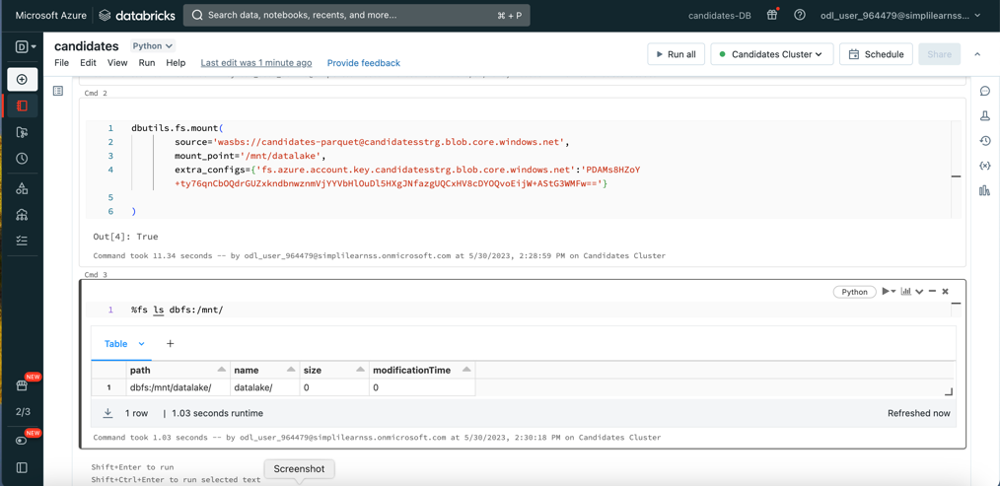 Microsoft Azure
databricks
Search data, notebooks, recents, and more...
⌘ + P
candidates-DB
odl_user_964479@simplilearnss...
D
candidates
Python
File Edit View Run Help Last edit was 1 minute ago Provide feedback
Run all
Candidates Cluster
Schedule
Share
Cmd 2
1 dbutils.fs.mount(
2 source='wasbs://candidates-parquet@candidatesstrg.blob.core.windows.net',
3 mount_point='/mnt/datalake',
4 extra_configs={'fs.azure.account.key.candidatesstrg.blob.core.windows.net':'PDAMs8HZoY
+ty76qnCbOQdrGUZxkndbnwznmVjYYVbHlOuDl5HXgJNfazgUQCxHV8cDYOQvoEijW+AStG3WMFw=='}
5
6 )
Out[4]: True
Command took 11.34 seconds -- by odl_user_964479@simplilearnss.onmicrosoft.com at 5/30/2023, 2:28:59 PM on Candidates Cluster
Cmd 3
Python
1 %fs ls dbfs:/mnt/
Table +
path name size modificationTime
1 dbfs:/mnt/datalake/ datalake/ 0 0
1 row | 1.03 seconds runtime
Refreshed now
Command took 1.03 seconds -- by odl_user_964479@simplilearnss.onmicrosoft.com at 5/30/2023, 2:30:18 PM on Candidates Cluster
Shift+Enter to run
Shift+Ctrl+Enter to run selected text
Screenshot
NEW
2/3
NEW